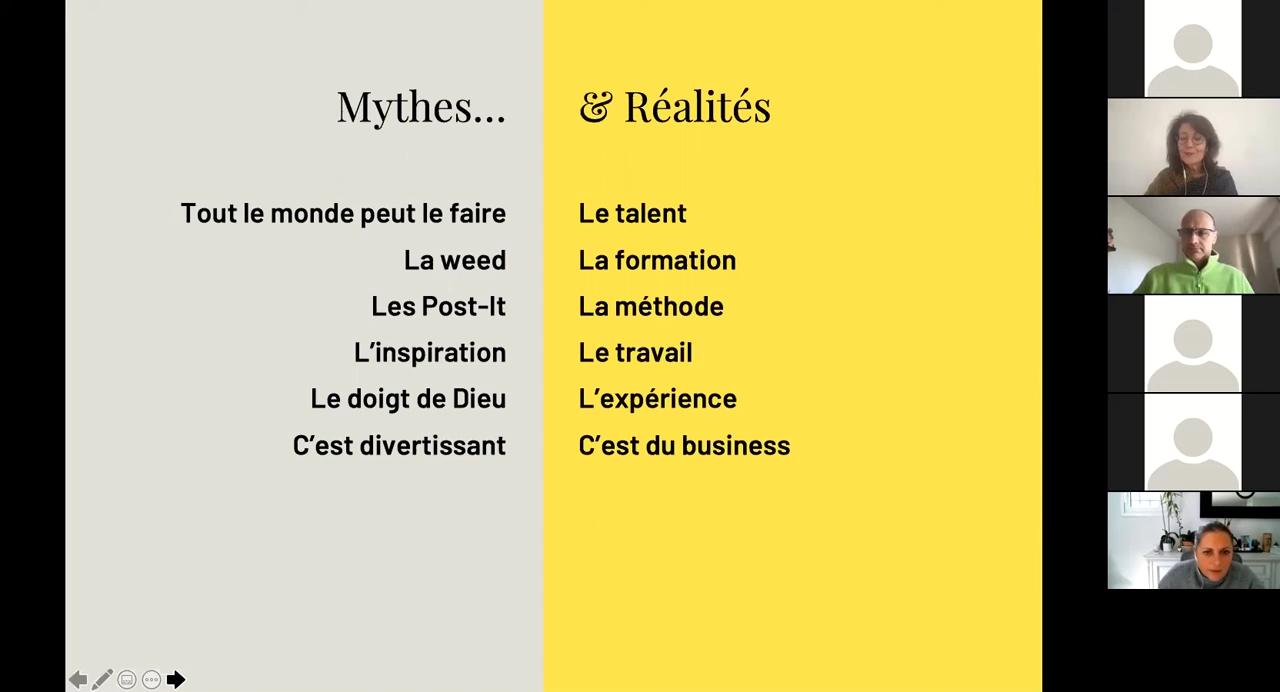 Mythes...
& Réalités
Tout le monde peut le faire
La weed
Les Post-It
L’inspiration
Le doigt de Dieu
C’est divertissant
Le talent
La formation
La méthode
Le travail
L’expérience
C’est du business